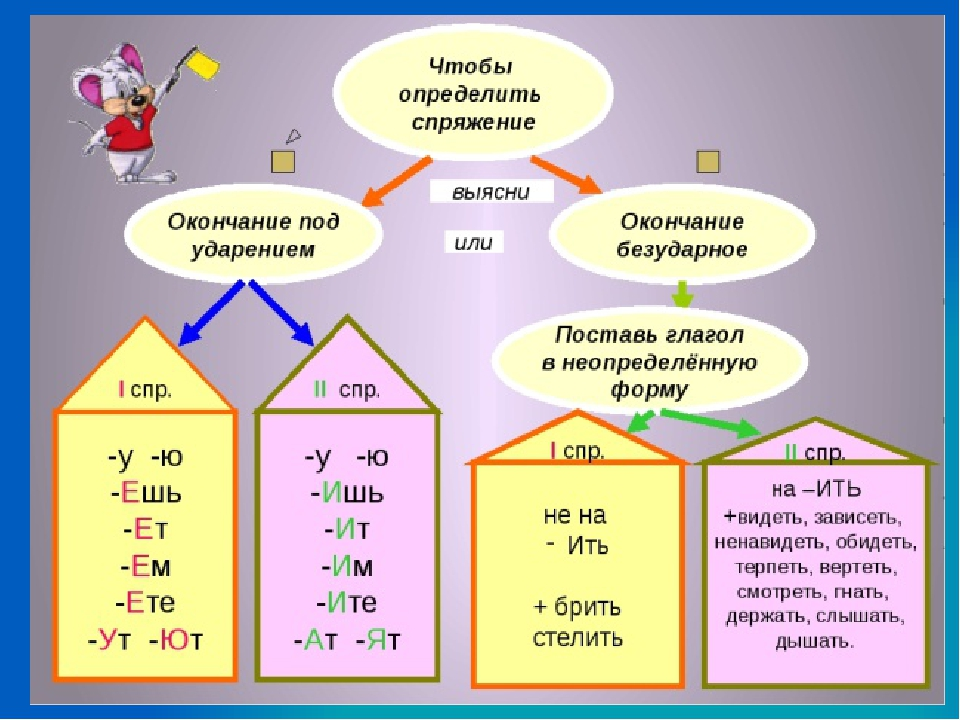 Чтобы
определить
спряжение
выясни
или
Окончание под
ударением
Окончание
безударное
Поставь глагол
в неопределённую
форму
I спр.
-у -ю
-Ешь
-Ет
-Ем
-Ете
-Ут -Ют
II спр.
-у -ю
-Ишь
-Ит
-Им
-Ите
-Ат -Ят
I спр.
не на
- Ить
+ брить
стелить
II спр.
на –ИТЬ
+видеть, зависеть,
ненавидеть, обидеть,
терпеть, вертеть,
смотреть, гнать,
держать, слышать,
дышать.